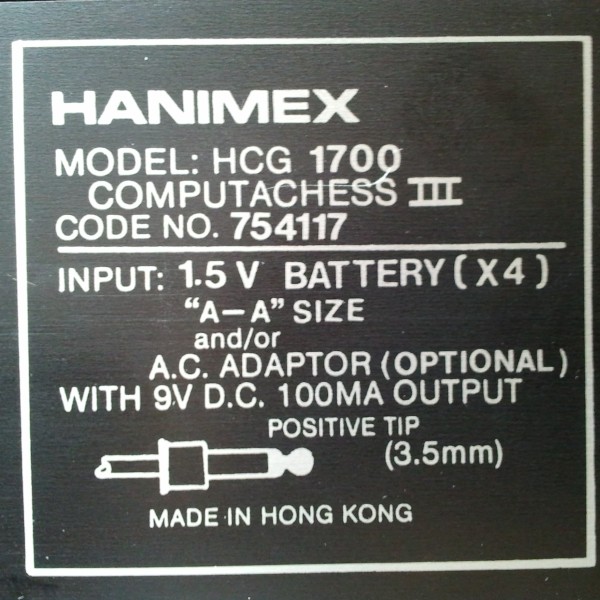 HANIMEX
MODEL: HCG 1700
COMPUTACHESS III
CODE NO. 754117
INPUT: 1.5 V BATTERY ( X4 )
“A–A” SIZE
and/or
A.C. ADAPTOR (OPTIONAL)
WITH 9V D.C. 100MA OUTPUT
POSITIVE TIP
(3.5mm)
MADE IN HONG KONG